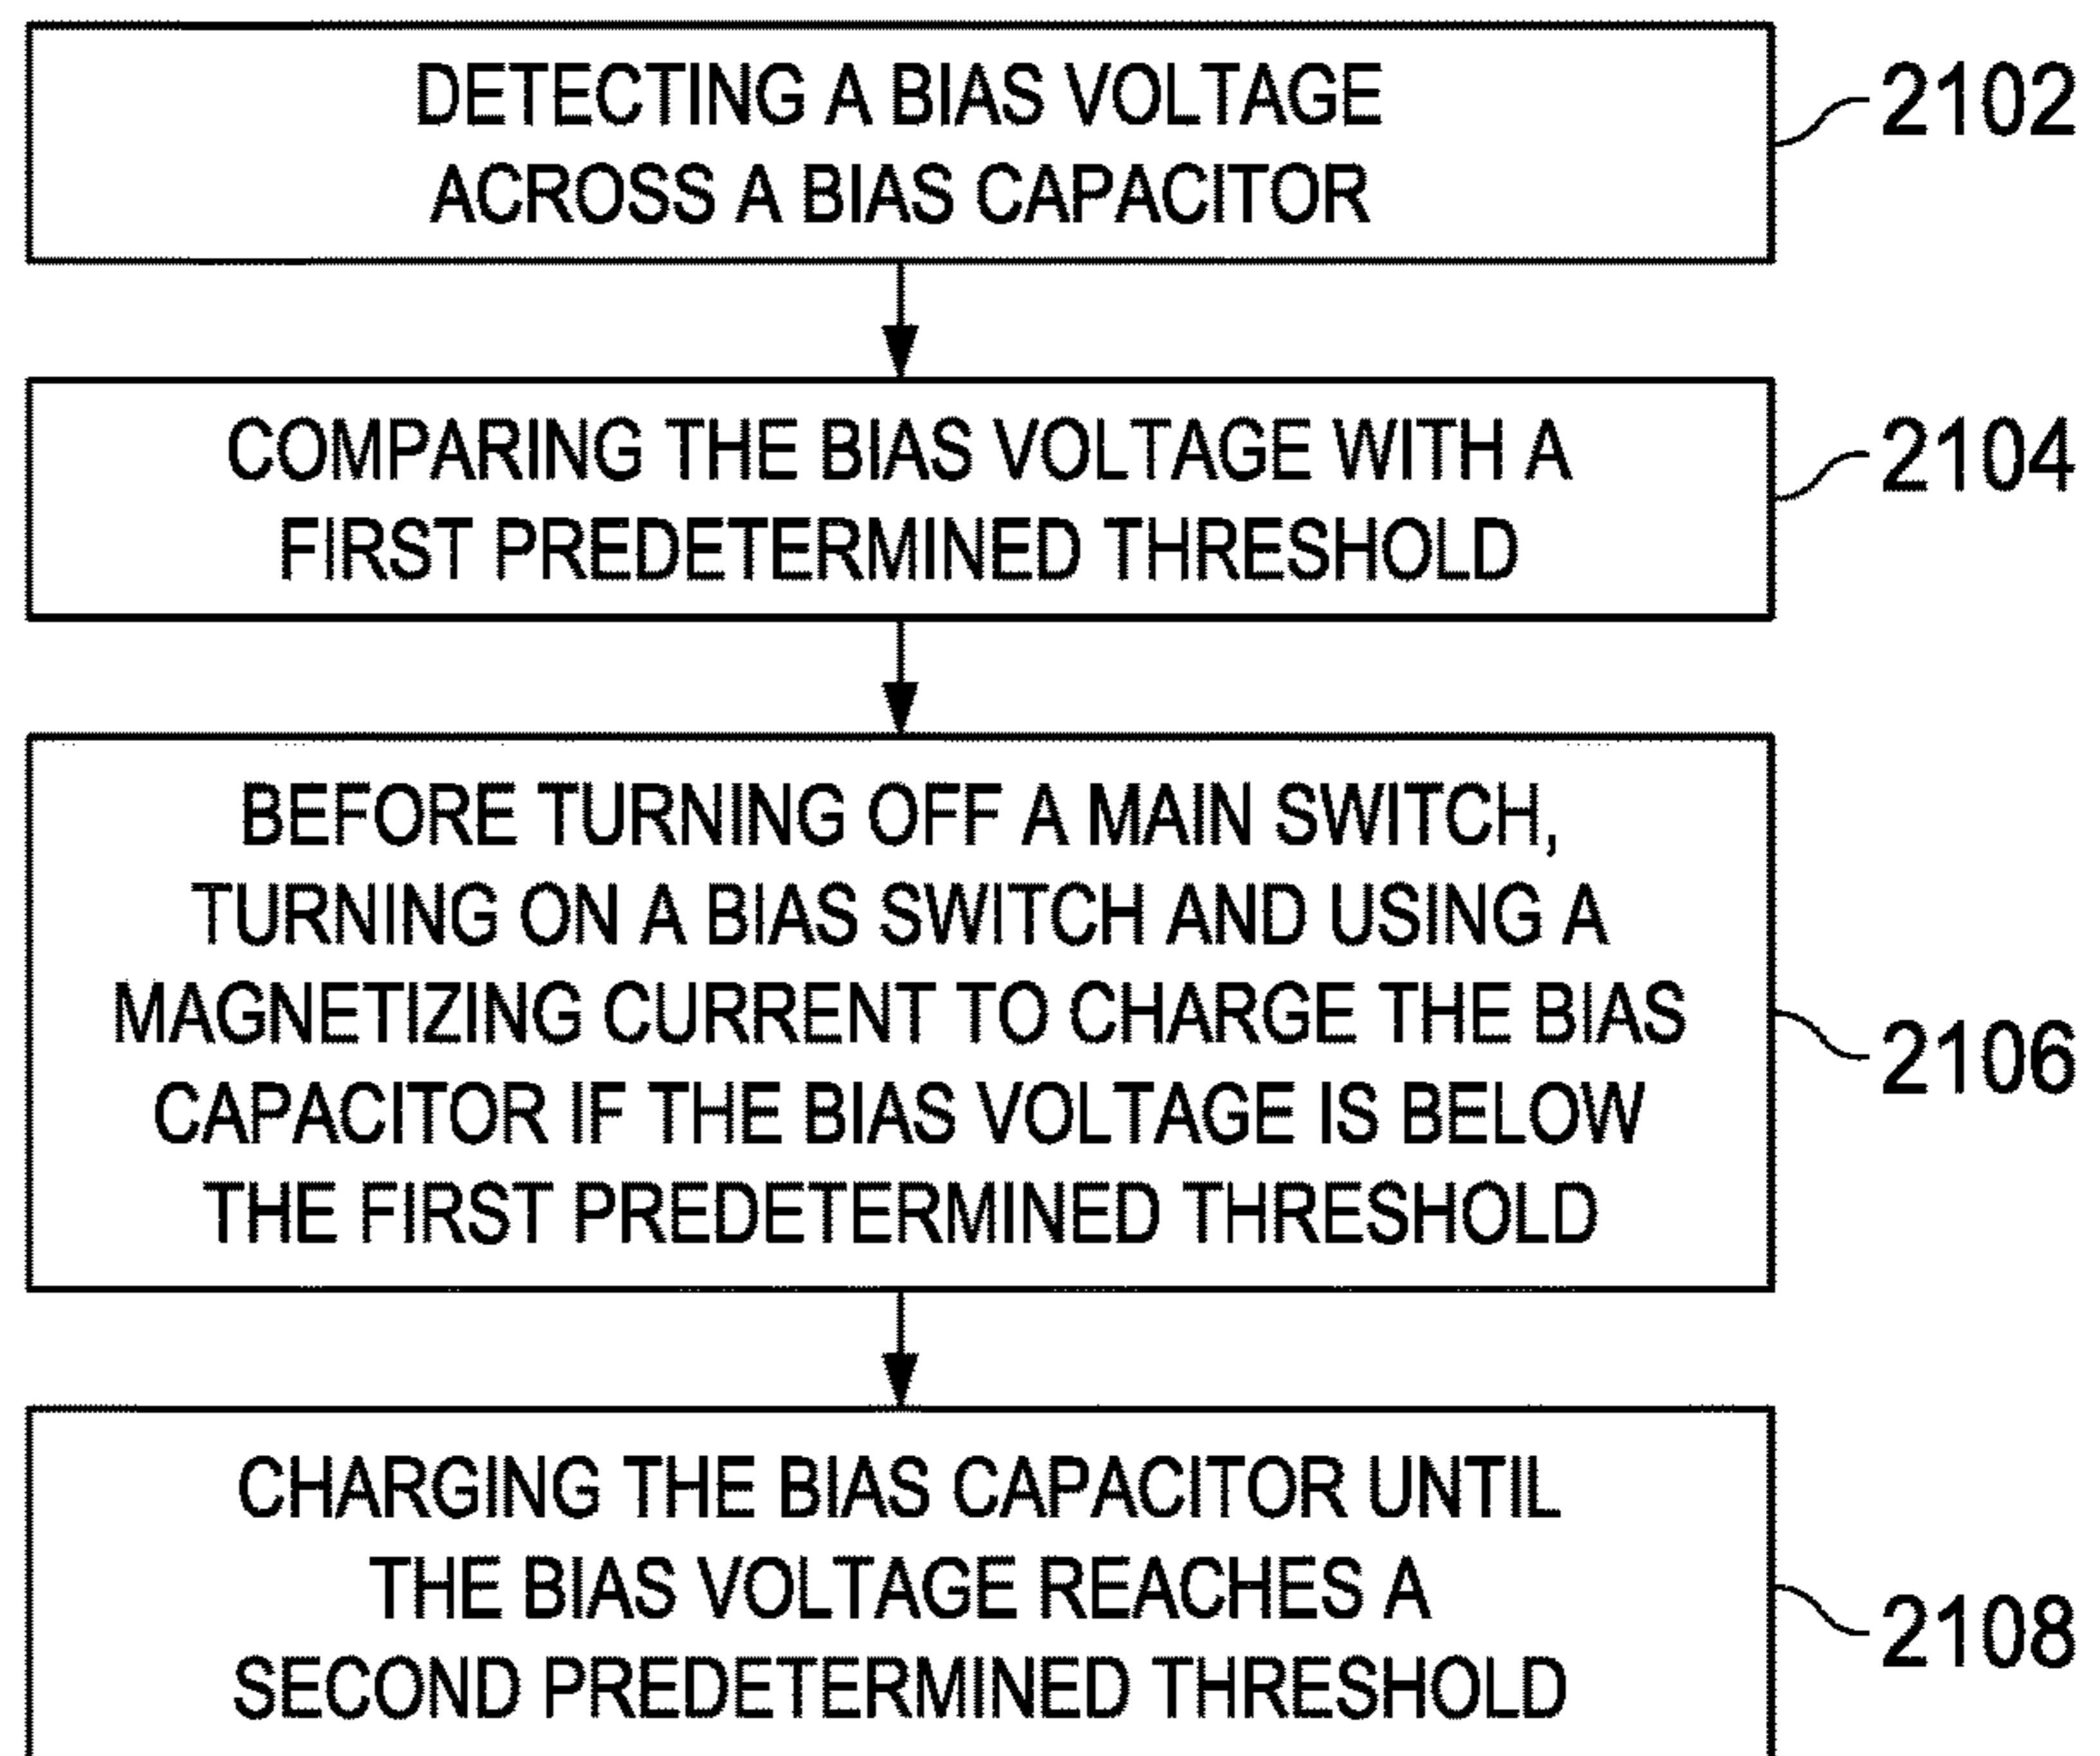 DETECTING A BIAS VOLTAGE
ACROSS A BIAS CAPACITOR
2102
COMPARING THE BIAS VOLTAGE WITH A
FIRST PREDETERMINED THRESHOLD
2104
BEFORE TURNING OFF A MAIN SWITCH,
TURNING ON A BIAS SWITCH AND USING A
MAGNETIZING CURRENT TO CHARGE THE BIAS
CAPACITOR IF THE BIAS VOLTAGE IS BELOW
THE FIRST PREDETERMINED THRESHOLD
2106
CHARGING THE BIAS CAPACITOR UNTIL
THE BIAS VOLTAGE REACHES A
SECOND PREDETERMINED THRESHOLD
2108